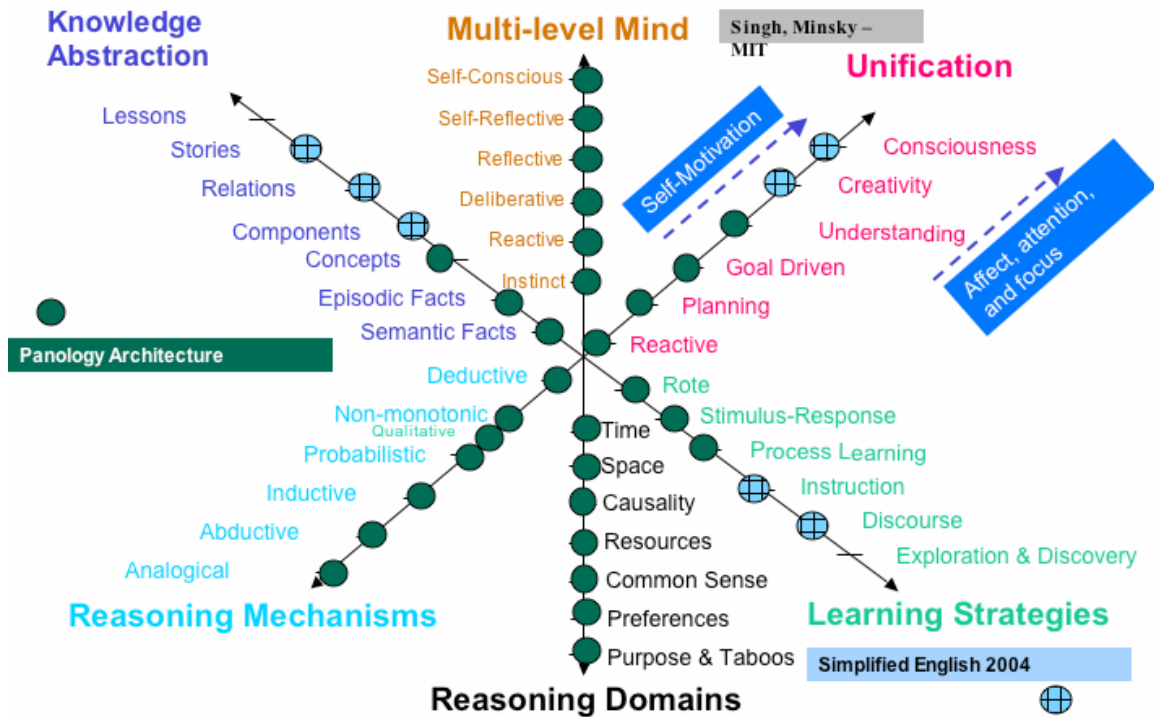 Knowledge
Abstraction
Multi-level Mind
Singh, Minsky –
MIT
Unification
Self-Conscious
Self-Reflective
Reflective
Deliberative
Reactive
Instinct
Lessons
Stories
Relations
Components
Concepts
Episodic Facts
Semantic Facts
Self-Motivation
Consciousness
Creativity
Understanding
Goal Driven
Planning
Reactive
Affect, attention,
and focus
Panology Architecture
Deductive
Non-monotonic
Qualitative
Probabilistic
Inductive
Abductive
Analogical
Reasoning Mechanisms
Time
Space
Causality
Resources
Common Sense
Preferences
Purpose & Taboos
Reasoning Domains
Rote
Stimulus-Response
Process Learning
Instruction
Discourse
Exploration & Discovery
Learning Strategies
Simplified English 2004